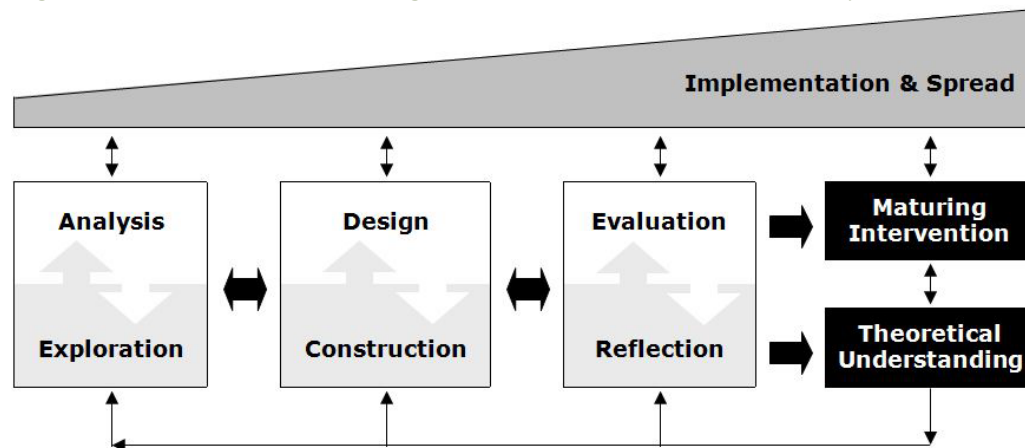 Implementation & Spread
Analysis
Design
Evaluation
Maturing
Intervention
Exploration
Construction
Reflection
Theoretical
Understanding